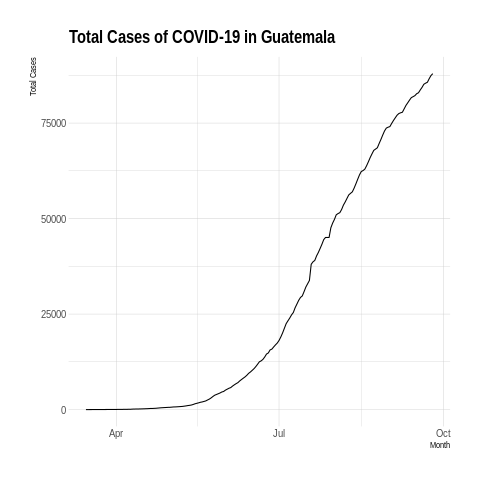 Total Cases of COVID-19 in Guatemala
Total Cases
75000
50000
25000
0
Apr
Jul
Oct
Month